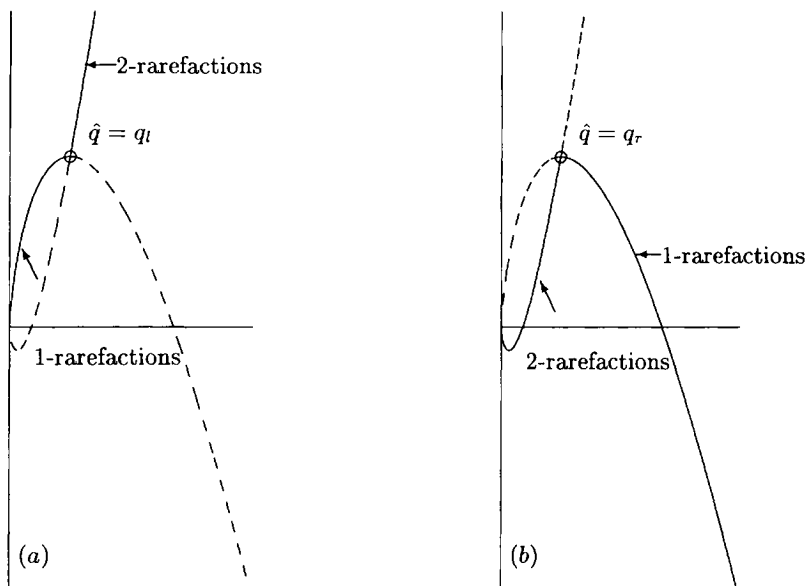 2-rarefactions
q̂ = q_l
1-rarefactions
(a)
q̂ = q_r
1-rarefactions
2-rarefactions
(b)